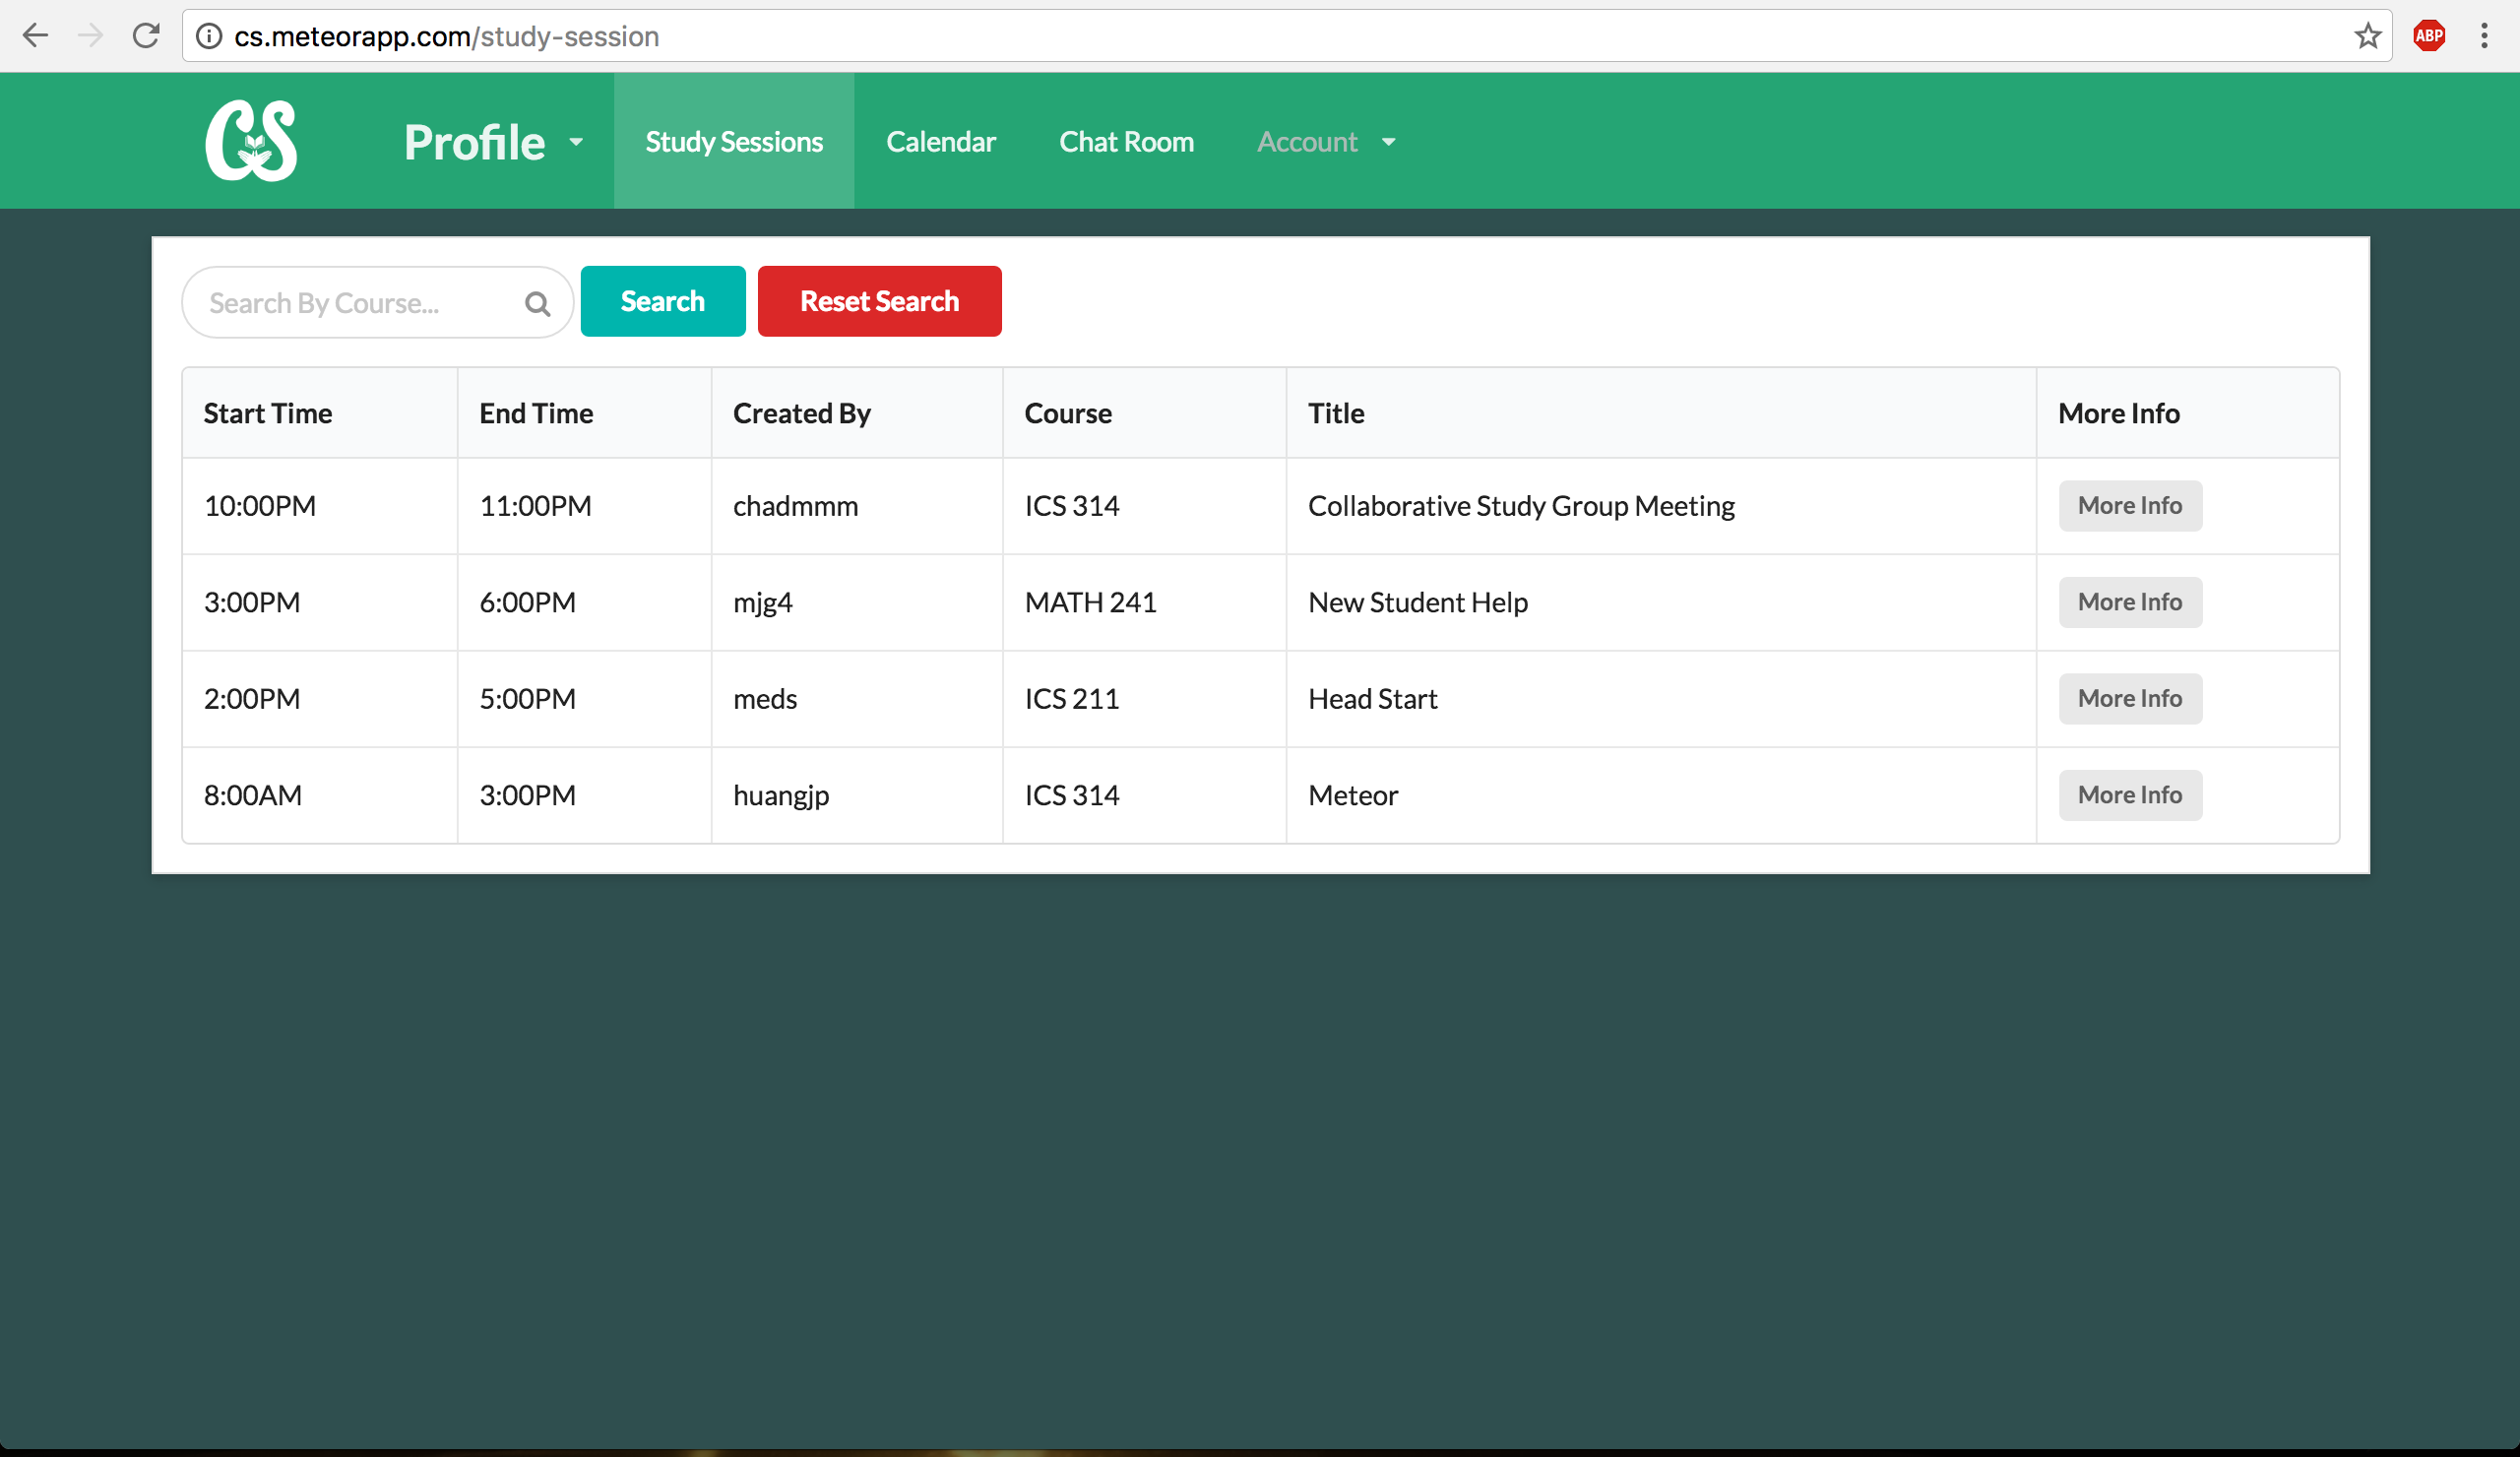 cs.meteorapp.com/study-session
ABP
CS Profile Study Sessions Calendar Chat Room Account
Search By Course... Search Reset Search
Start Time End Time Created By Course Title More Info
10:00PM 11:00PM chadmmm ICS 314 Collaborative Study Group Meeting More Info
3:00PM 6:00PM mjg4 MATH 241 New Student Help More Info
2:00PM 5:00PM meds ICS 211 Head Start More Info
8:00AM 3:00PM huangjp ICS 314 Meteor More Info